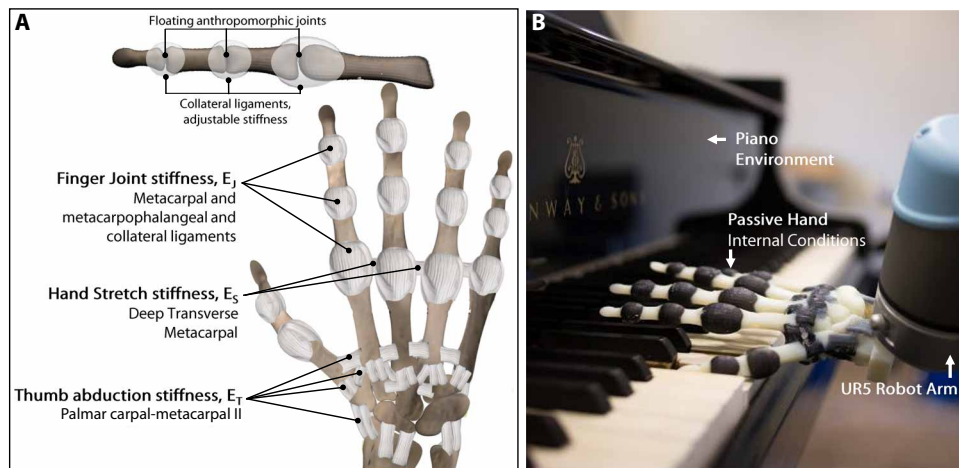 A
Floating anthropomorphic joints
Collateral ligaments,
adjustable stiffness
Finger Joint stiffness, EJ
Metacarpal and
metacarpophalangeal and
collateral ligaments
Hand Stretch stiffness, ES
Deep Transverse
Metacarpal
Thumb abduction stiffness, ET
Palmar carpal-metacarpal II
B
Piano
Environment
NWAY & SONS
Passive Hand
Internal Conditions
UR5 Robot Arm